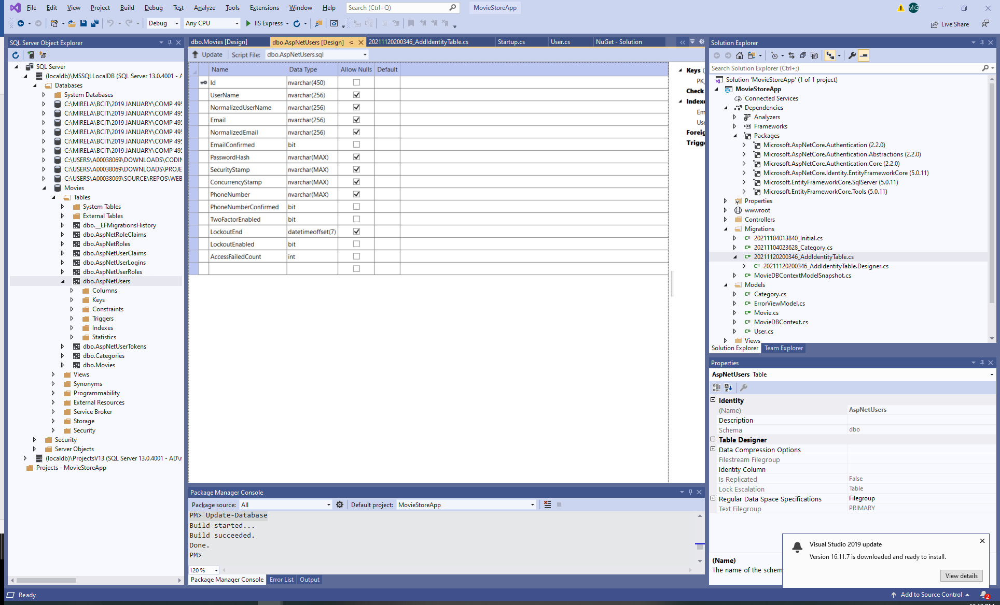 File Edit View Project Build Debug Test Analyze Tools Extensions Window Help Search (Ctrl+Q) MovieStoreApp MG
Debug Any CPU IIS Express Live Share
SQL Server Object Explorer
SQL Server
(localdb)\MSSQLLocalDB (SQL Server 13.0.4001 - A
Databases
System Databases
C:\MIRELA\BCIT\2019 JANUARY\COMP 495
C:\MIRELA\BCIT\2019 JANUARY\COMP 495
C:\MIRELA\BCIT\2019 JANUARY\COMP 495
C:\MIRELA\BCIT\2019 JANUARY\COMP 495
C:\MIRELA\BCIT\2019 JANUARY\COMP 495
C:\MIRELA\BCIT\2019 JANUARY\COMP 495
C:\USERS\A00038069\DOWNLOADS\CODIN
C:\USERS\A00038069\DOWNLOADS\PROJE
C:\USERS\A00038069\SOURCE\REPOS\WEB
Movies
Tables
System Tables
External Tables
dbo.__EFMigrationsHistory
dbo.AspNetRoleClaims
dbo.AspNetRoles
dbo.AspNetUserClaims
dbo.AspNetUserLogins
dbo.AspNetUserRoles
dbo.AspNetUsers
Columns
Keys
Constraints
Triggers
Indexes
Statistics
dbo.AspNetUserTokens
dbo.Categories
dbo.Movies
Views
Synonyms
Programmability
External Resources
Service Broker
Storage
Security
Security
Server Objects
(localdb)\ProjectsV13 (SQL Server 13.0.4001 - AD\r
Projects - MovieStoreApp
dbo.Movies [Design] dbo.AspNetUsers [Design] 20211120200346_AddIdentityTable.cs Startup.cs User.cs NuGet - Solution
Update Script File: dbo.AspNetUsers.sql
Name Data Type Allow Nulls Default
Id nvarchar(450)
UserName nvarchar(256)
NormalizedUserName nvarchar(256)
Email nvarchar(256)
NormalizedEmail nvarchar(256)
EmailConfirmed bit
PasswordHash nvarchar(MAX)
SecurityStamp nvarchar(MAX)
ConcurrencyStamp nvarchar(MAX)
PhoneNumber nvarchar(MAX)
PhoneNumberConfirmed bit
TwoFactorEnabled bit
LockoutEnd datetimeoffset(7)
LockoutEnabled bit
AccessFailedCount int
Keys (
PK_
Check
Indexe
Em
Use
Foreig
Trigge
Package Manager Console
Package source: All Default project: MovieStoreApp
PM> Update-Database
Build started...
Build succeeded.
Done.
PM>
120 %
Package Manager Console Error List Output
Solution Explorer
Search Solution Explorer (Ctrl+;)
Solution 'MovieStoreApp' (1 of 1 project)
MovieStoreApp
Connected Services
Dependencies
Analyzers
Frameworks
Packages
Microsoft.AspNetCore.Authentication (2.2.0)
Microsoft.AspNetCore.Authentication.Abstractions (2.2.0)
Microsoft.AspNetCore.Authentication.Core (2.2.0)
Microsoft.AspNetCore.Identity.EntityFrameworkCore (5.0.11)
Microsoft.EntityFrameworkCore.SqlServer (5.0.11)
Microsoft.EntityFrameworkCore.Tools (5.0.11)
Properties
wwwroot
Controllers
Migrations
20211104013840_Initial.cs
20211104023628_Category.cs
20211120200346_AddIdentityTable.cs
20211120200346_AddIdentityTable.Designer.cs
MovieDBContextModelSnapshot.cs
Models
Category.cs
ErrorViewModel.cs
Movie.cs
MovieDBContext.cs
User.cs
Views
Solution Explorer Team Explorer
Properties
AspNetUsers Table
Identity
(Name) AspNetUsers
Description
Schema dbo
Table Designer
Data Compression Options
Filestream Filegroup
Identity Column
Is Replicated False
Lock Escalation Table
Regular Data Space Specifications Filegroup
Text Filegroup PRIMARY
(Name)
The name of the schem
Visual Studio 2019 update
Version 16.11.7 is downloaded and ready to install.
View details
Ready Add to Source Control 2